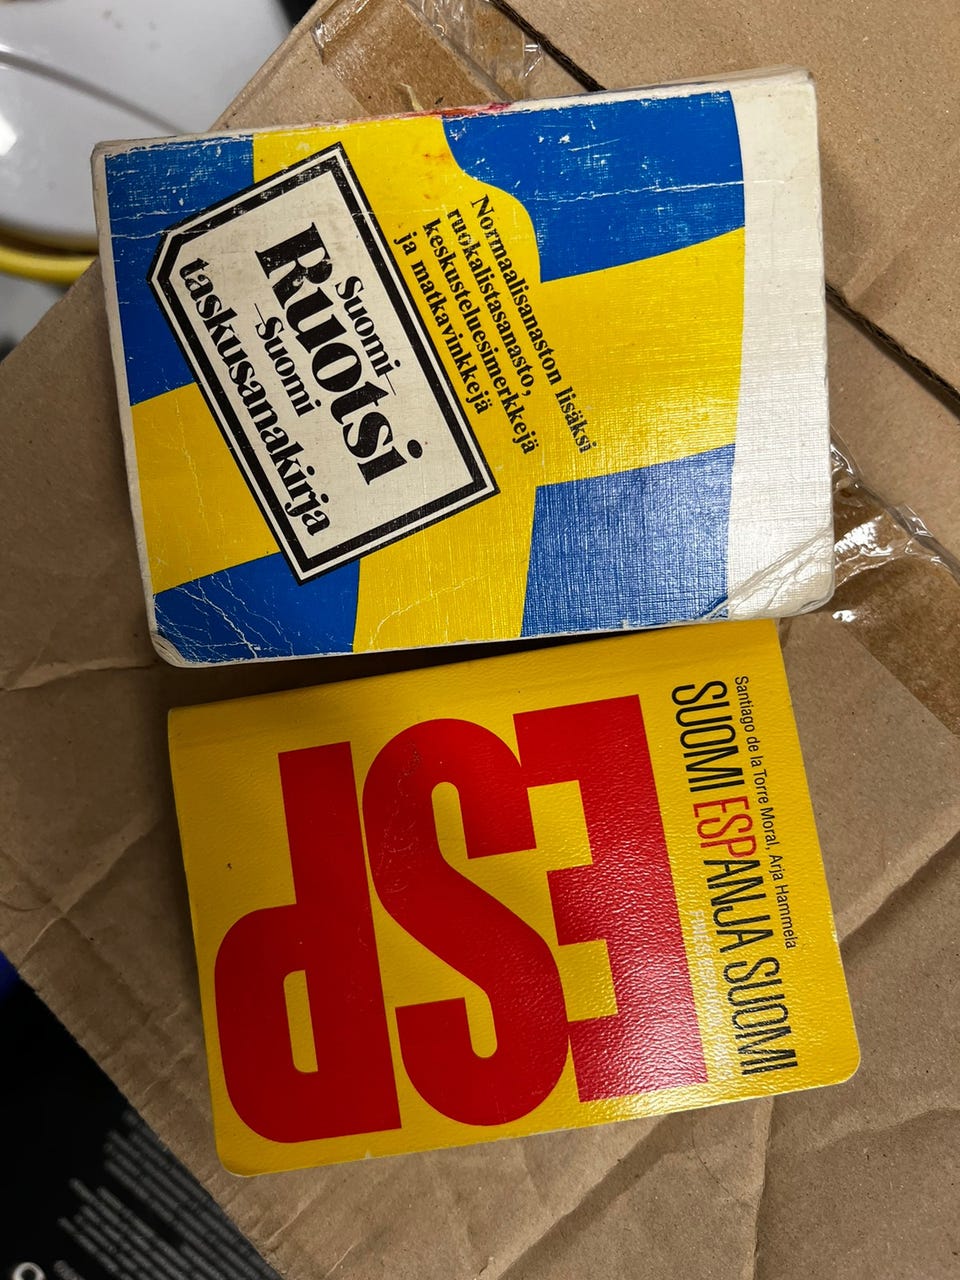 Suomi–
Ruotsi
–Suomi
taskusanakirja
Normaalisanaston lisäksi
ruokalistasanasto,
keskusteluesimerkkejä
ja matkavinkkejä
Santiago de la Torre Moral, Arja Hammela
SUOMI ESPANJA SUOMI
ESP